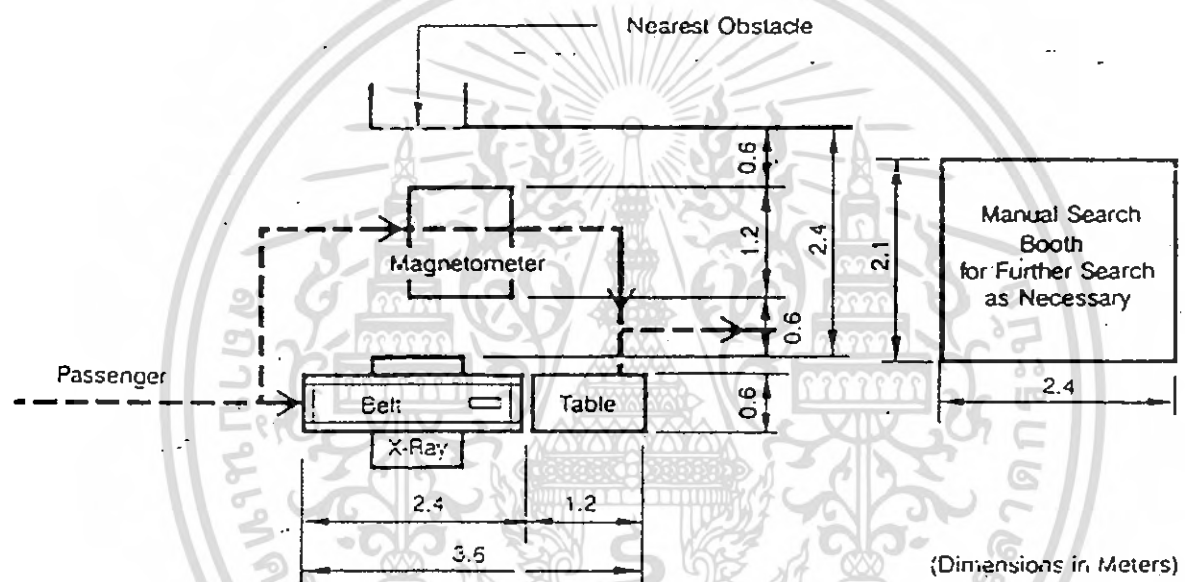 Nearest Obstacle
0.6
1.2
2.4
2.1
0.6
0.6
Magnetometer
Manual Search
Booth
for Further Search
as Necessary
2.4
Passenger
Belt
Table
X-Ray
2.4
1.2
3.6
(Dimensions in Meters)